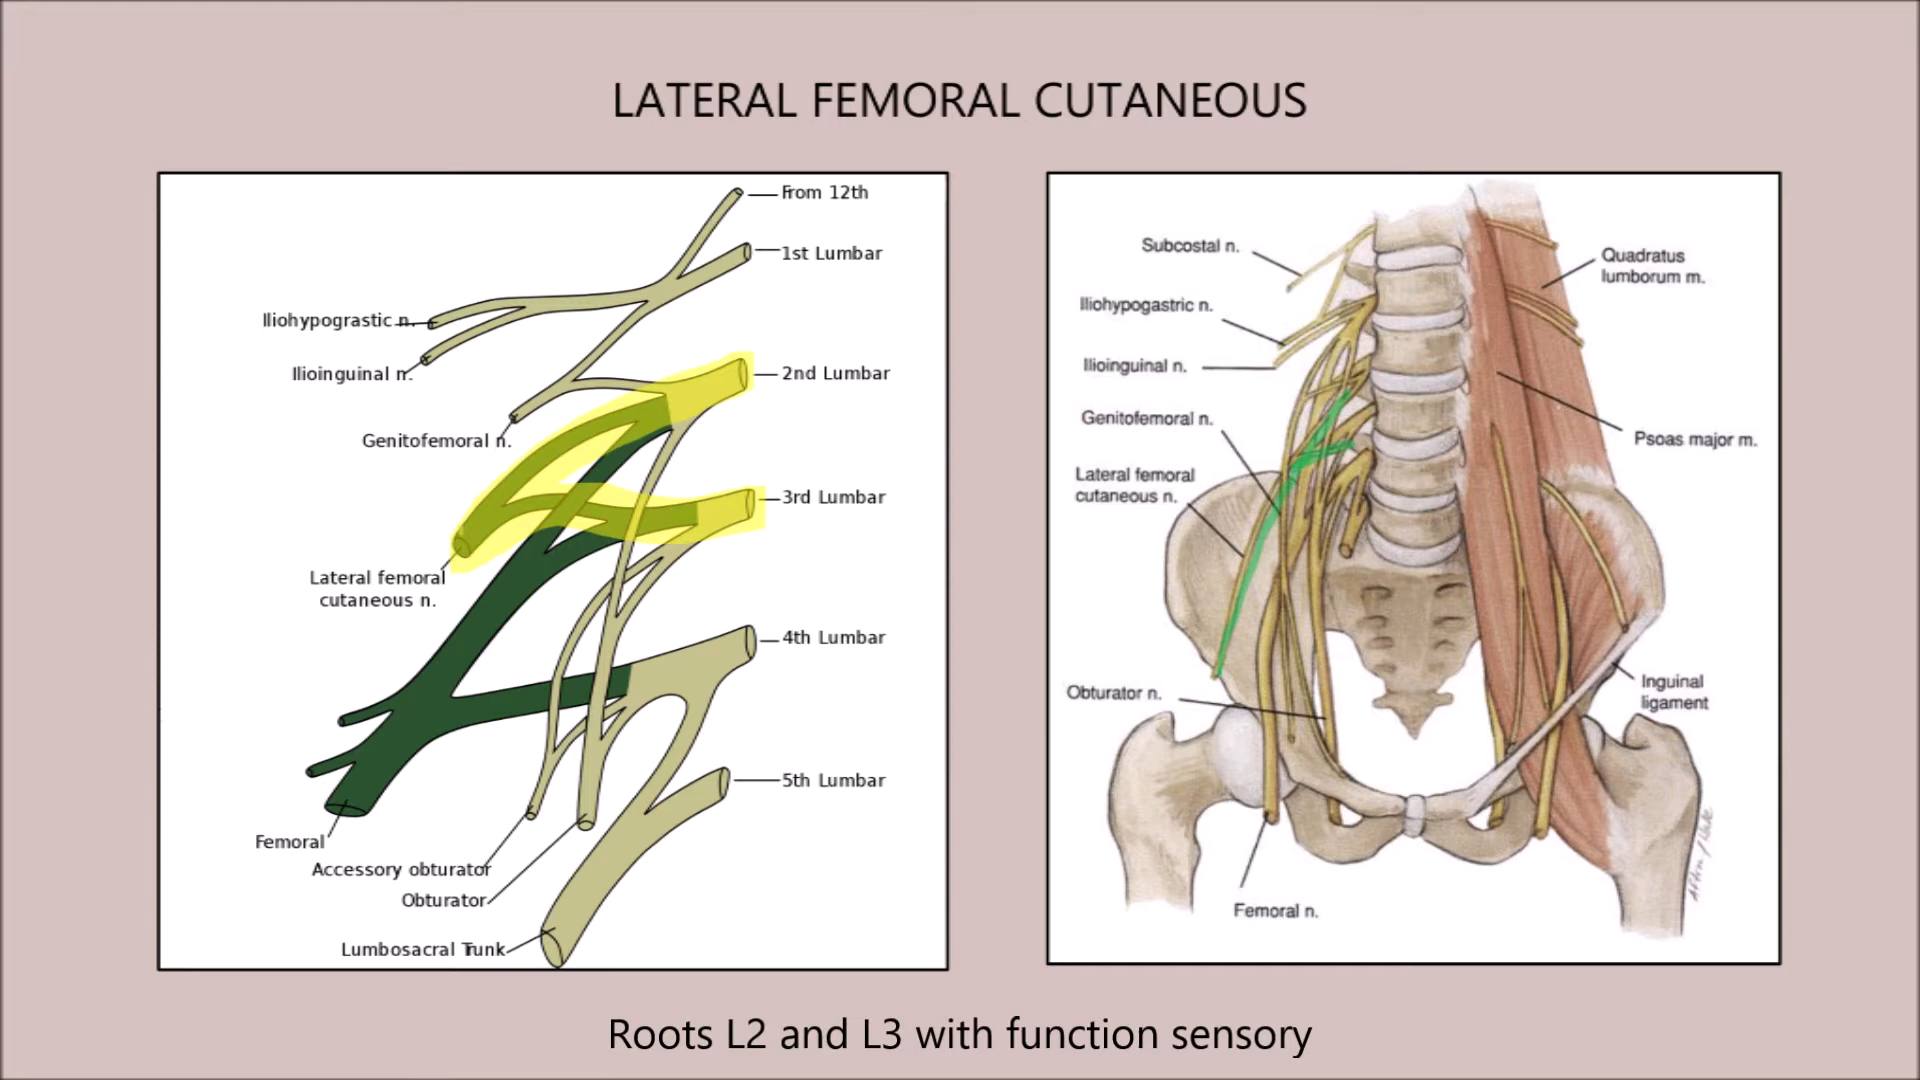 LATERAL FEMORAL CUTANEOUS
From 12th
1st Lumbar
Iliohypograstic n.
Ilioinguinal n.
2nd Lumbar
Genitofemoral n.
3rd Lumbar
Lateral femoral
cutaneous n.
4th Lumbar
5th Lumbar
Femoral
Accessory obturator
Obturator
Lumbosacral Trunk
Subcostal n.
Quadratus
lumborum m.
Iliohypogastric n.
Ilioinguinal n.
Genitofemoral n.
Psoas major m.
Lateral femoral
cutaneous n.
Obturator n.
Inguinal
ligament
Femoral n.
Roots L2 and L3 with function sensory